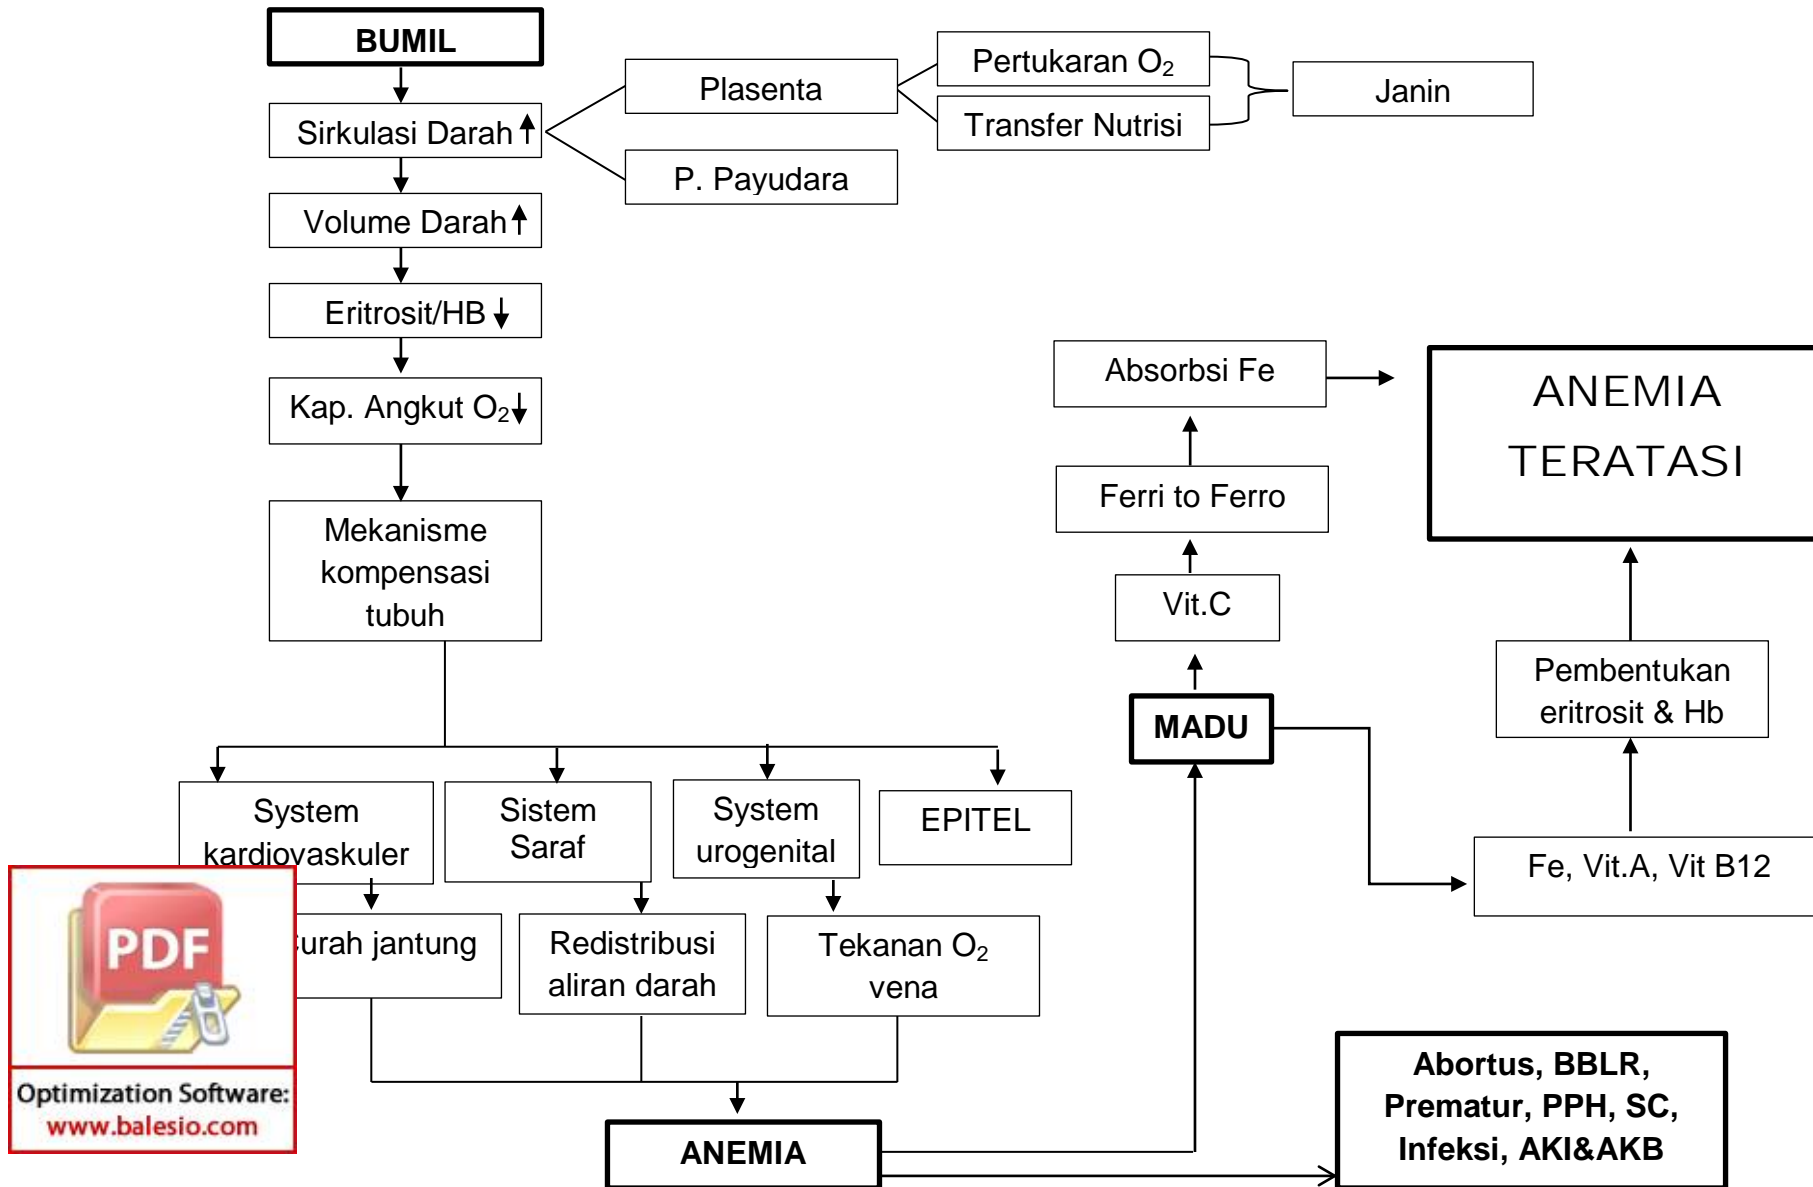 BUMIL
Sirkulasi Darah
Volume Darah
Eritrosit/HB
Kap. Angkut O₂
Mekanisme
kompensasi
tubuh
Plasenta
P. Payudara
Pertukaran O₂
Transfer Nutrisi
Janin
System
kardiovaskuler
Sistem
Saraf
System
urogenital
EPITEL
jantung
Redistribusi
aliran darah
Tekanan O₂
vena
ANEMIA
Absorbsi Fe
Ferri to Ferro
Vit.C
MADU
ANEMIA
TERATASI
Pembentukan
eritrosit & Hb
Fe, Vit.A, Vit B12
Abortus, BBLR,
Prematur, PPH, SC,
Infeksi, AKI&AKB
PDF
Optimization Software:
www.balesio.com